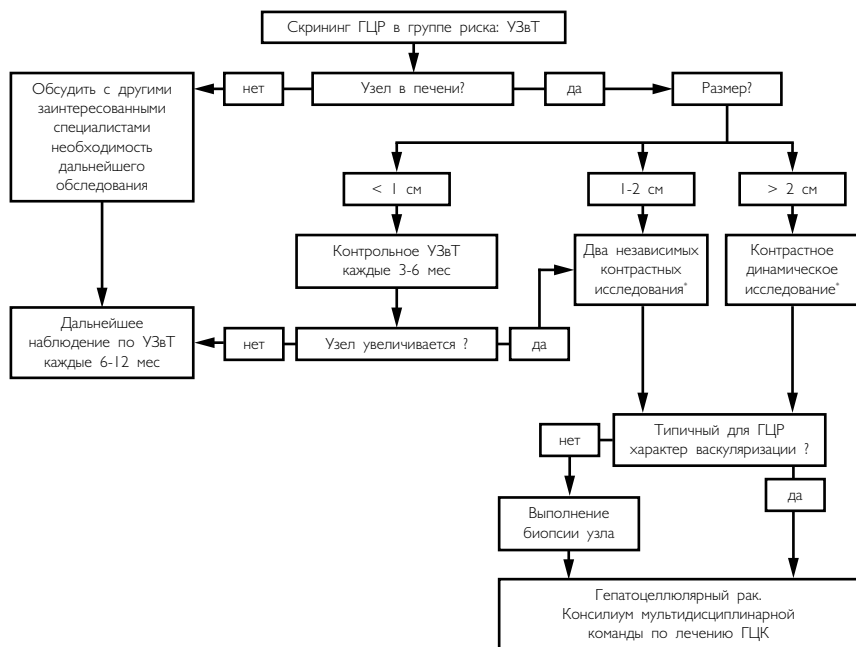 Скрининг ГЦР в группе риска: УЗвТ
Обсудить с другими
заинтересованными
специалистами
необходимость
дальнейшего
обследования
нет
Узел в печени?
да
Размер?
< 1 см
1-2 см
> 2 см
Контрольное УЗвТ
каждые 3-6 мес
Два независимых
контрастных
исследования*
Контрастное
динамическое
исследование*
Дальнейшее
наблюдение по УЗвТ
каждые 6-12 мес
нет
Узел увеличивается ?
да
Типичный для ГЦР
характер васкуляризации ?
нет
да
Выполнение
биопсии узла
Гепатоцеллюлярный рак.
Консилиум мультидисциплинарной
команды по лечению ГЦК